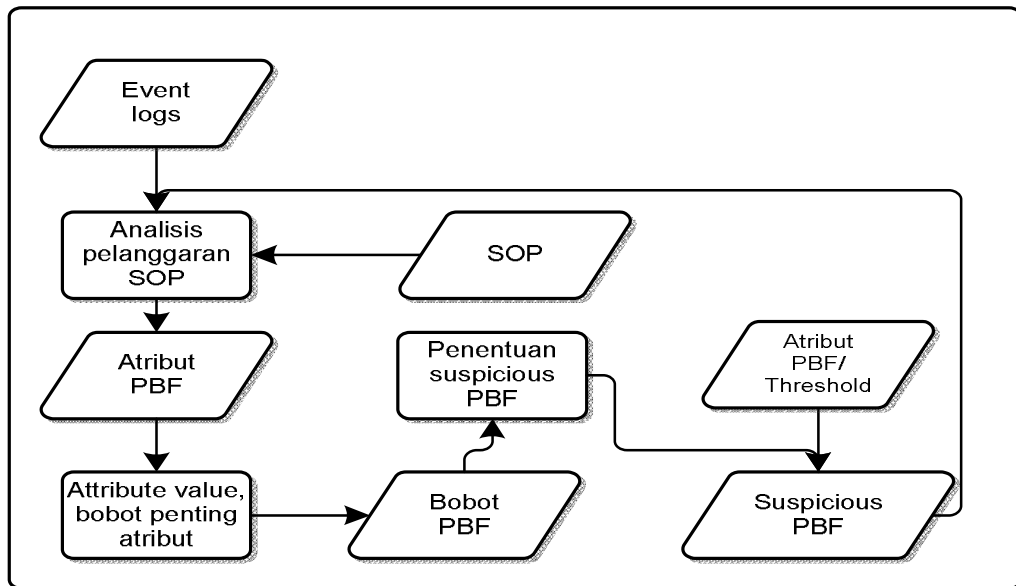 Event
logs
Analisis
pelanggaran
SOP
SOP
Atribut
PBF
Penentuan
suspicious
PBF
Atribut
PBF/
Threshold
Attribute value,
bobot penting
atribut
Bobot
PBF
Suspicious
PBF